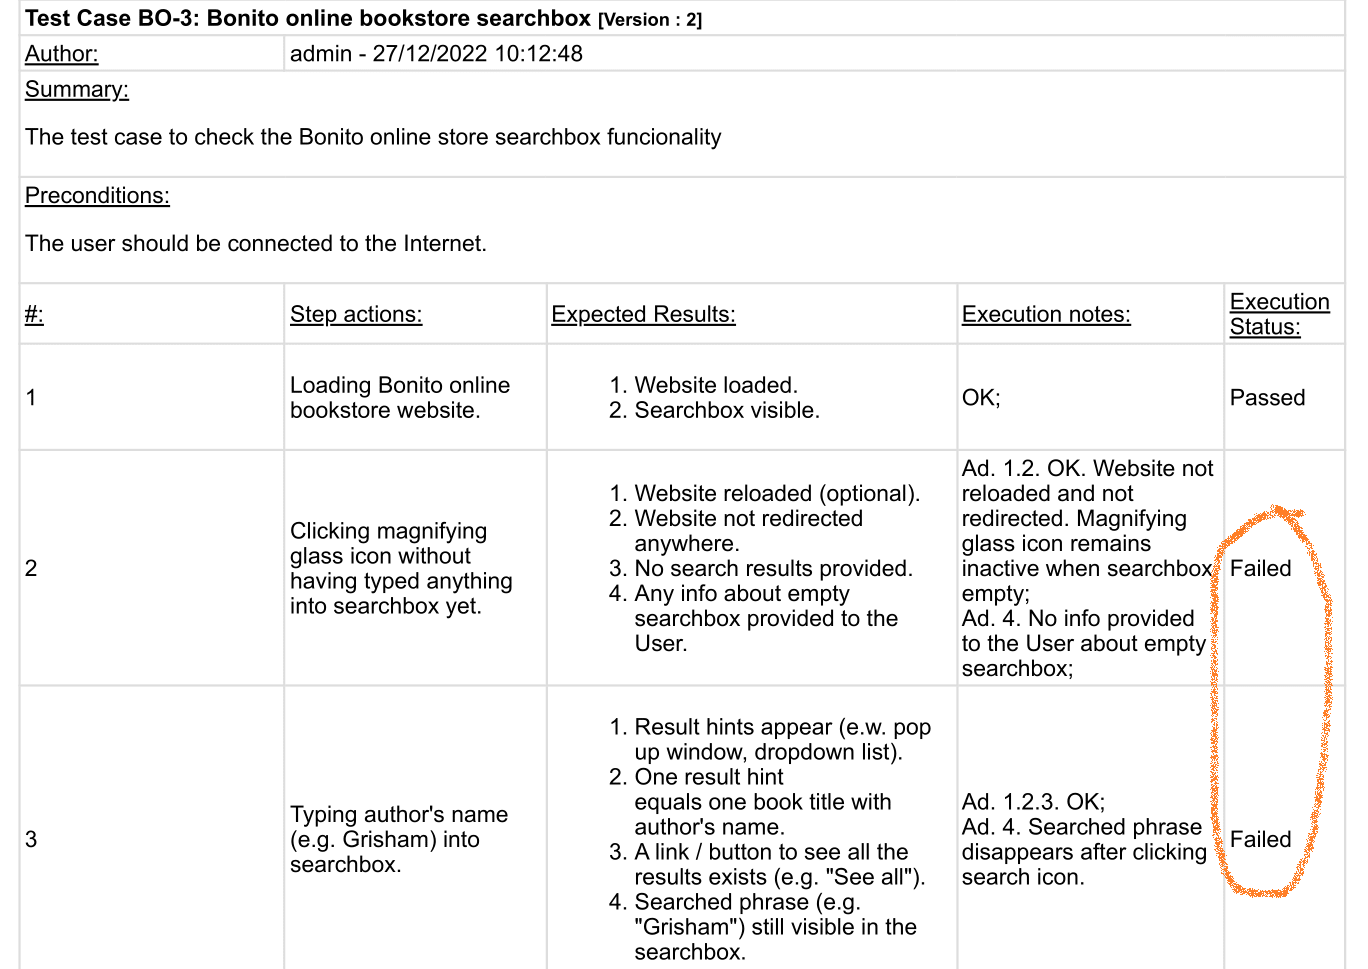 Test Case BO-3: Bonito online bookstore searchbox [Version : 2]
Author: admin - 27/12/2022 10:12:48
Summary:
The test case to check the Bonito online store searchbox funcionality
Preconditions:
The user should be connected to the Internet.
#: Step actions: Expected Results: Execution notes: Execution
Status:
1
Loading Bonito online
bookstore website.
1. Website loaded.
2. Searchbox visible.
OK;
Passed
2
Clicking magnifying
glass icon without
having typed anything
into searchbox yet.
1. Website reloaded (optional).
2. Website not redirected
anywhere.
3. No search results provided.
4. Any info about empty
searchbox provided to the
User.
Ad. 1.2. OK. Website not
reloaded and not
redirected. Magnifying
glass icon remains
inactive when searchbox
empty;
Ad. 4. No info provided
to the User about empty
searchbox;
Failed
3
Typing author's name
(e.g. Grisham) into
searchbox.
1. Result hints appear (e.w. pop
up window, dropdown list).
2. One result hint
equals one book title with
author's name.
3. A link / button to see all the
results exists (e.g. "See all").
4. Searched phrase (e.g.
"Grisham") still visible in the
searchbox.
Ad. 1.2.3. OK;
Ad. 4. Searched phrase
disappears after clicking
search icon.
Failed